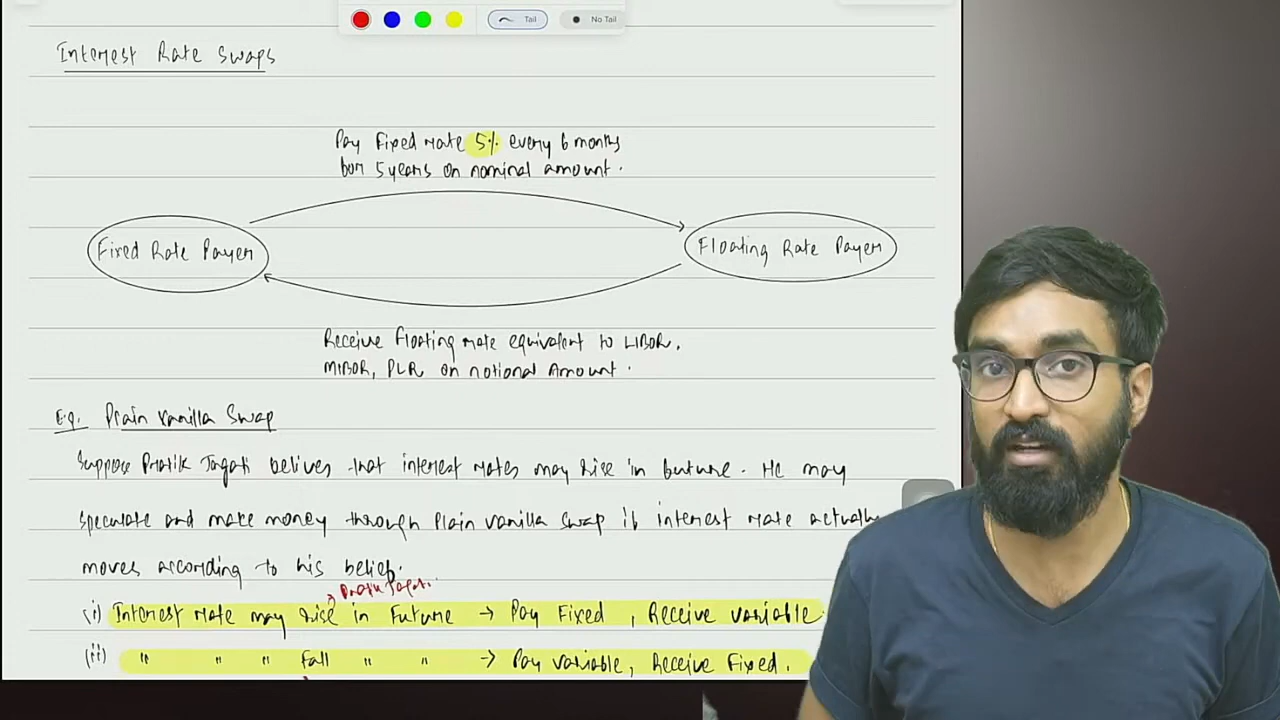 Tail
No Tail
Interest Rate Swaps
Pay Fixed rate 5% every 6 months
for 5 years on nominal amount.
Fixed Rate Payer
Floating Rate Payer
Receive Floating rate equivalent to LIBOR,
MIBOR, PLR on notional Amount.
E.g. Plain Vanilla Swap
Suppose Pratik Jagati belives that interest rates may rise in future. He may
speculate and make money through plain vanilla swap if interest rate actually
moves according to his belief.
(i) Interest rate may rise in Future → Pay Fixed, Receive variable.
(ii) " " " Fall " " → Pay variable, Receive Fixed.